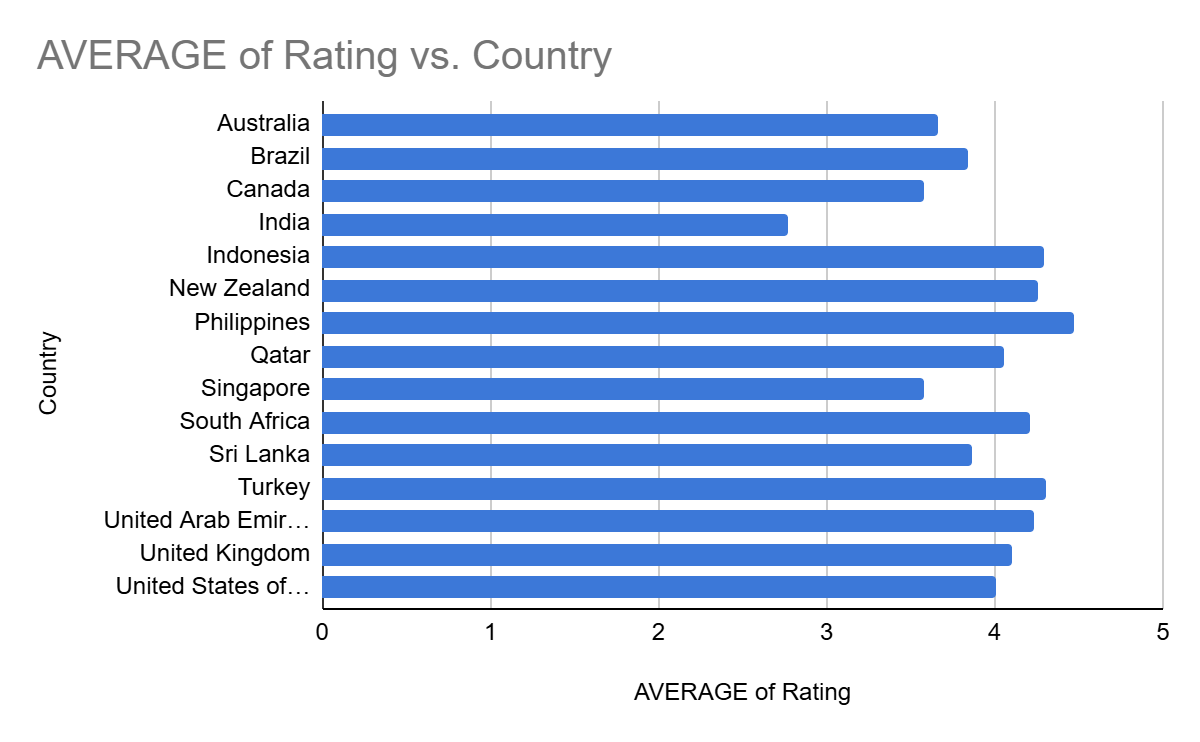 AVERAGE of Rating vs. Country
Country
Australia
Brazil
Canada
India
Indonesia
New Zealand
Philippines
Qatar
Singapore
South Africa
Sri Lanka
Turkey
United Arab Emir…
United Kingdom
United States of…
0 1 2 3 4 5
AVERAGE of Rating